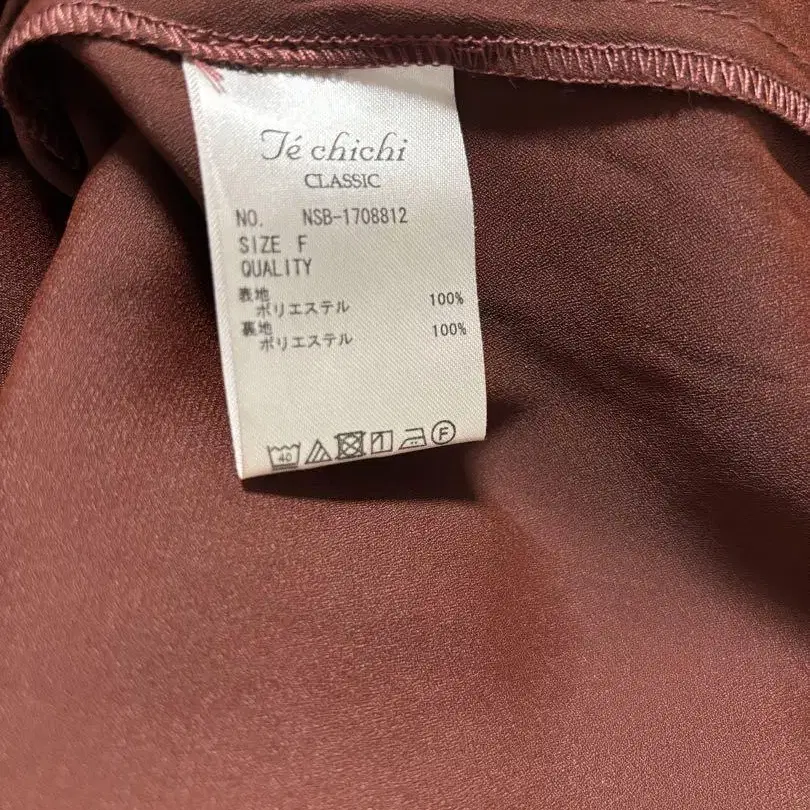 Té chichi
CLASSIC
NO. NSB-1708812
SIZE F
QUALITY
表地
ポリエステル 100%
裏地
ポリエステル 100%
40 F